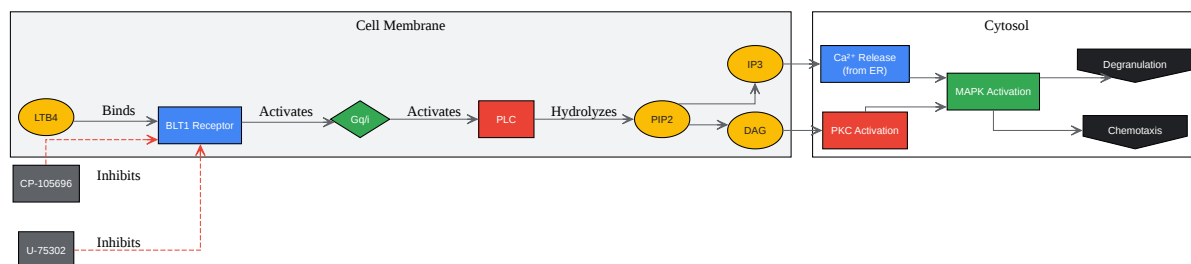 Cell Membrane
Cytosol
LTB4
Binds
BLT1 Receptor
Activates
Gq/i
Activates
PLC
Hydrolyzes
PIP2
IP3
DAG
Ca²⁺ Release
(from ER)
PKC Activation
MAPK Activation
Degranulation
Chemotaxis
CP-105696
Inhibits
U-75302
Inhibits